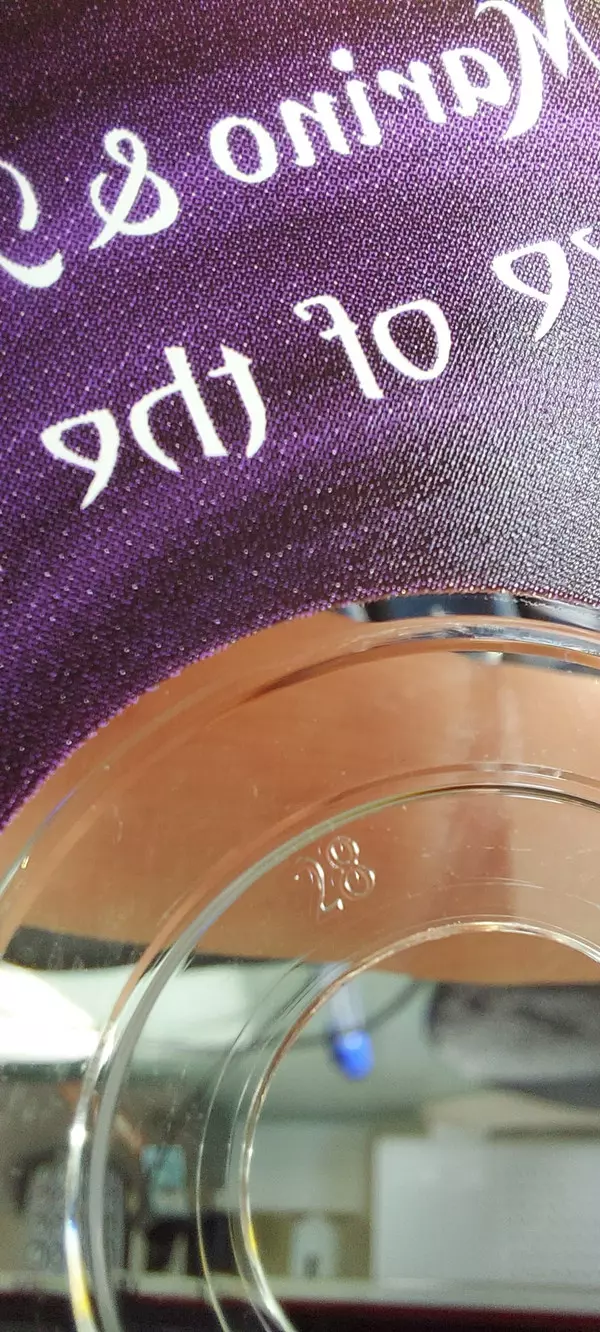 Marino &
of the
28